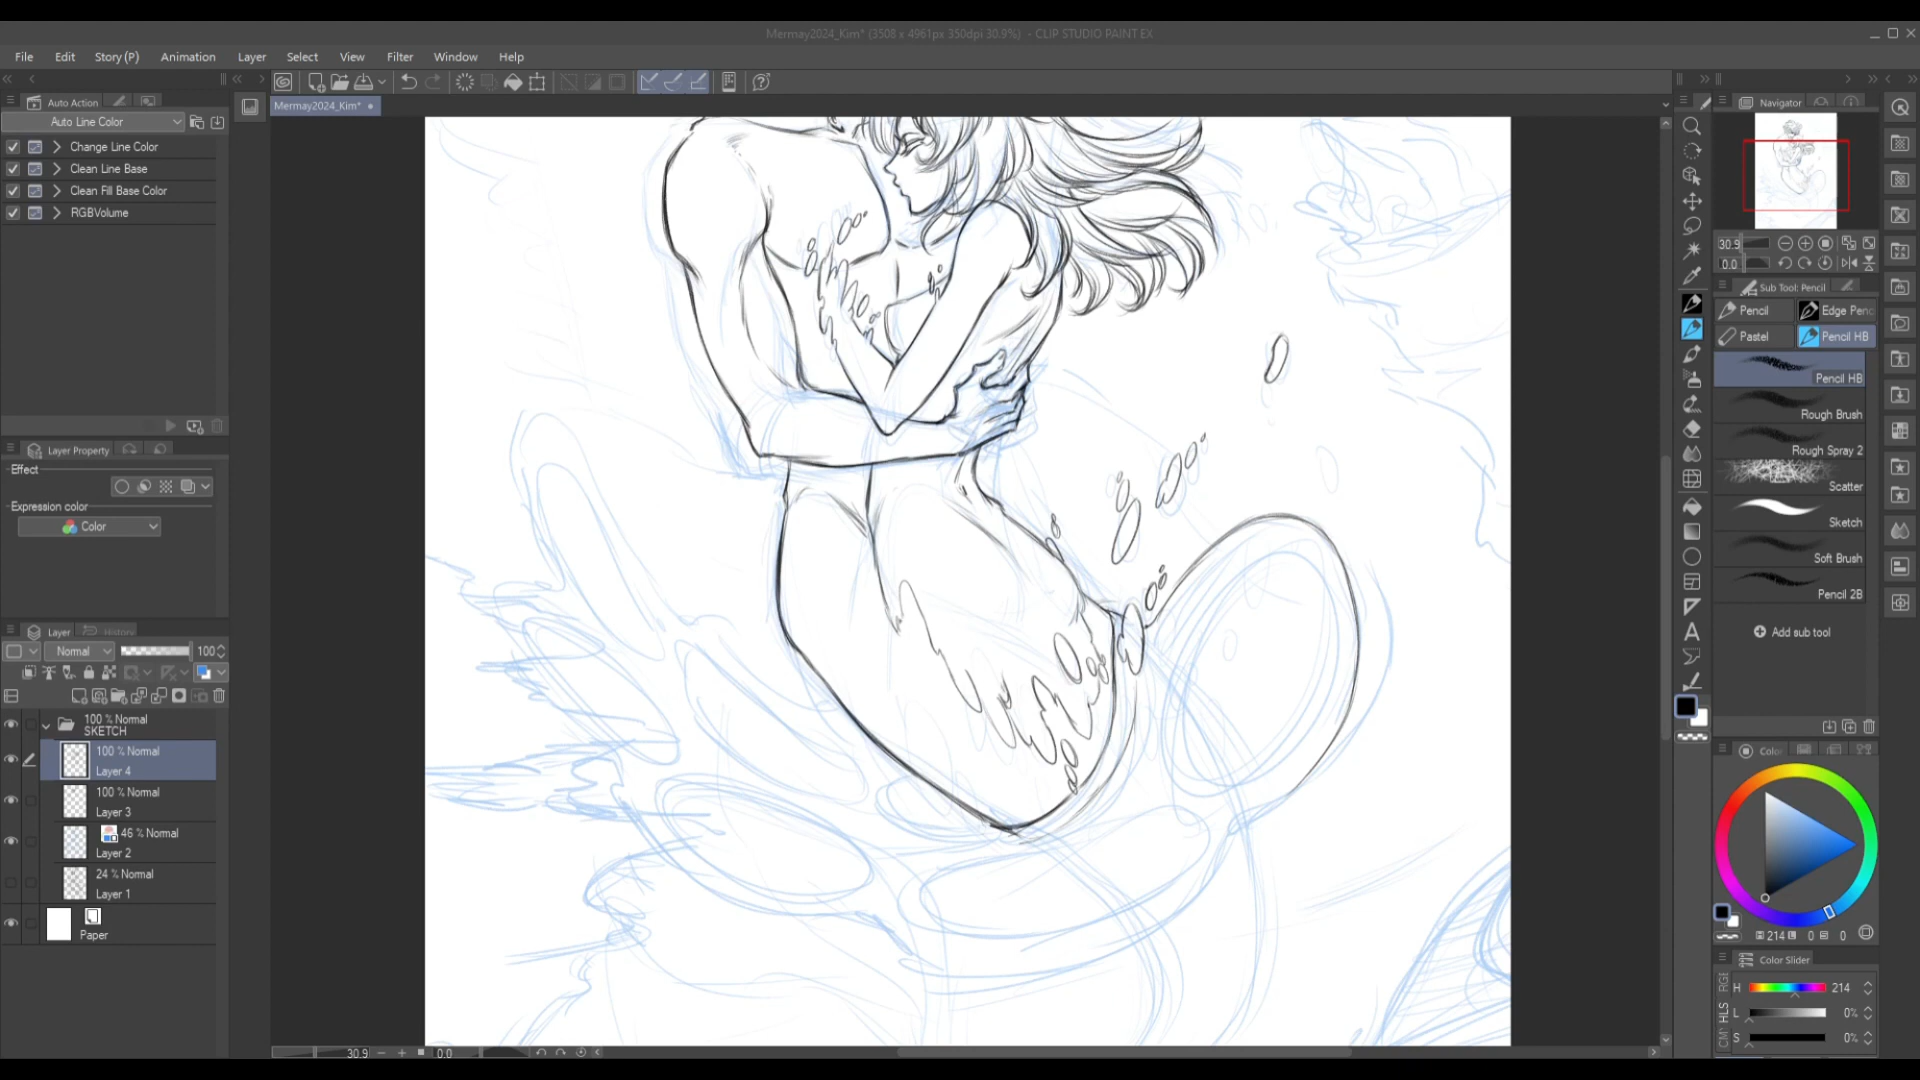 Mermay2024_Kim* (3508 x 4961px 350dpi 30.9%) - CLIP STUDIO PAINT EX
File Edit Story (P) Animation Layer Select View Filter Window Help
Mermay2024_Kim*
Auto Action
Auto Line Color
Change Line Color
Clean Line Base
Clean Fill Base Color
RGBVolume
Layer Property
Effect
Expression color
Color
Layer History
Normal 100
100 % Normal
SKETCH
100 % Normal
Layer 4
100 % Normal
Layer 3
46 % Normal
Layer 2
24 % Normal
Layer 1
Paper
30.9 0.0
Navigator
30.9
0.0
Sub Tool: Pencil
Pencil Edge Penc
Pastel Pencil HB
Pencil HB
Rough Brush
Rough Spray 2
Scatter
Sketch
Soft Brush
Pencil 2B
Add sub tool
Colo
214 0 0
Color Slider
RGB
HLS
CM
H 214
L 0%
S 0%